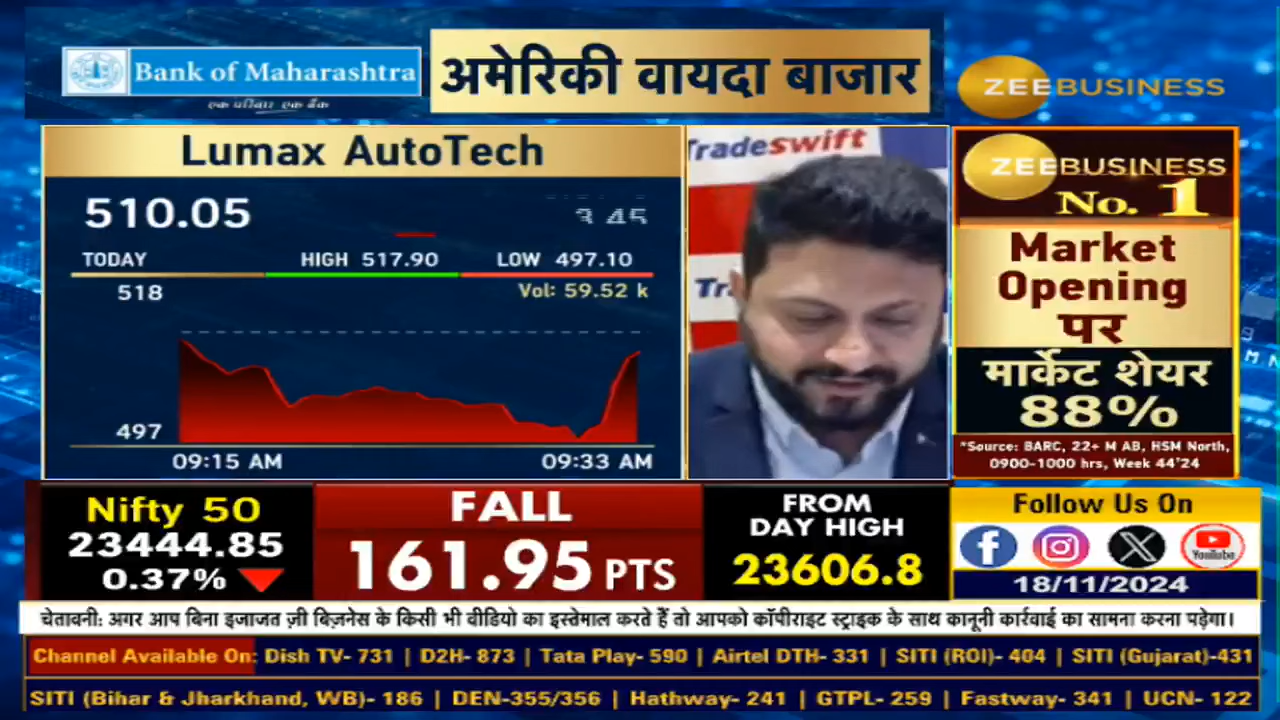 Bank of Maharashtra
एक परिवार एक बैंक
अमेरिकी वायदा बाजार
ZEEBUSINESS
Lumax AutoTech
510.05
3.45
TODAY HIGH 517.90 LOW 497.10
518
Vol: 59.52 k
497
09:15 AM 09:33 AM
Tradeswift
Tr
ZEEBUSINESS
No. 1
Market
Opening
पर
मार्केट शेयर
88%
*Source: BARC, 22+ M AB, HSM North,
0900-1000 hrs, Week 44'24
Nifty 50
23444.85
0.37%
FALL
161.95 PTS
FROM
DAY HIGH
23606.8
Follow Us On
YouTube
18/11/2024
चेतावनी: अगर आप बिना इजाजत ज़ी बिज़नेस के किसी भी वीडियो का इस्तेमाल करते हैं तो आपको कॉपीराइट स्ट्राइक के साथ कानूनी कार्रवाई का सामना करना पड़ेगा।
Channel Available On: Dish TV- 731 | D2H- 873 | Tata Play- 590 | Airtel DTH- 331 | SITI (ROI)- 404 | SITI (Gujarat)-431
SITI (Bihar & Jharkhand, WB)- 186 | DEN-355/356 | Hathway- 241 | GTPL- 259 | Fastway- 341 | UCN- 122